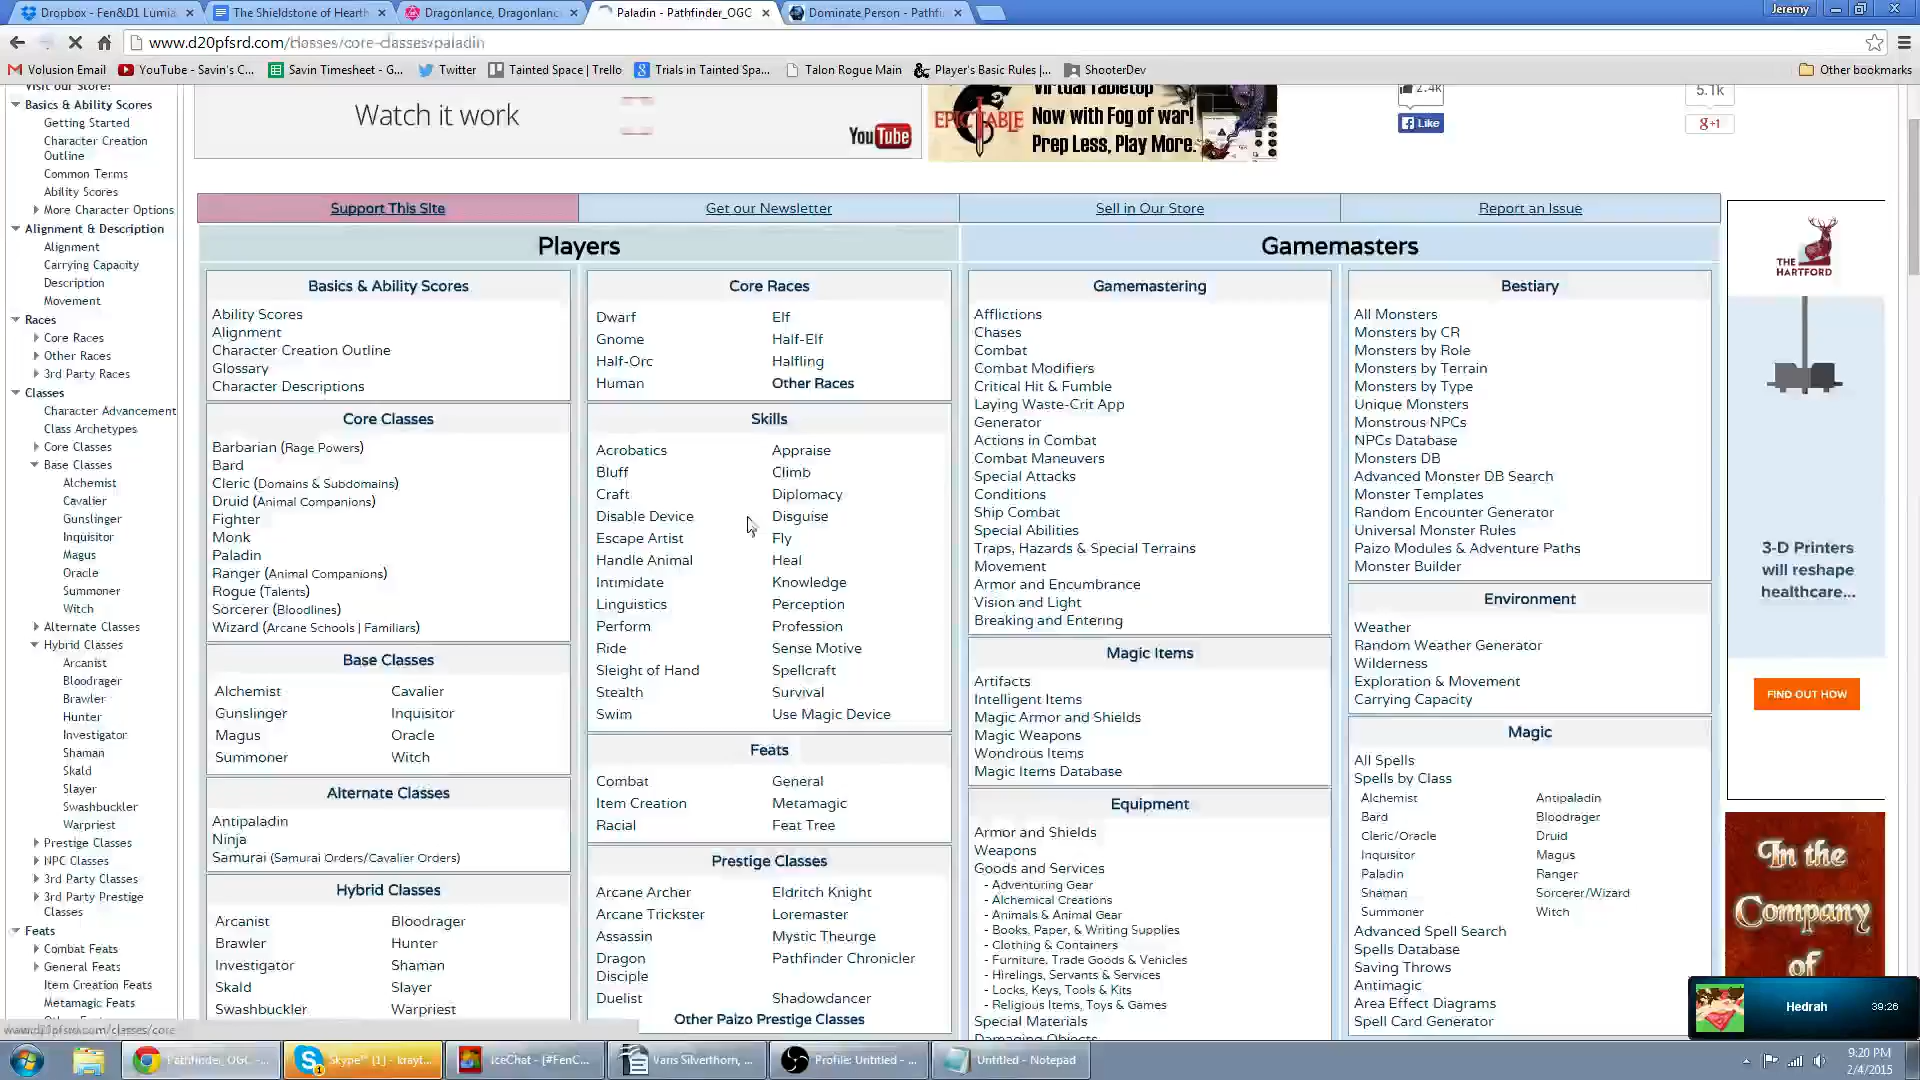 Dropbox - Fen&D1 Lumia
The Shieldstone of Hearth
Dragonlance, Dragonlanc
Paladin - Pathfinder_OGC
Dominate Person - Pathfi
Jeremy
www.d20pfsrd.com/classes/core-classes/paladin
Volusion Email
YouTube - Savin's C...
Savin Timesheet - G...
Twitter
Tainted Space | Trello
Trials in Tainted Spa...
Talon Rogue Main
Player's Basic Rules |...
ShooterDev
Other bookmarks
Visit our Store!
Basics & Ability Scores
Getting Started
Character Creation
Outline
Common Terms
Ability Scores
More Character Options
Alignment & Description
Alignment
Carrying Capacity
Description
Movement
Races
Core Races
Other Races
3rd Party Races
Classes
Character Advancement
Class Archetypes
Core Classes
Base Classes
Alchemist
Cavalier
Gunslinger
Inquisitor
Magus
Oracle
Summoner
Witch
Alternate Classes
Hybrid Classes
Arcanist
Bloodrager
Brawler
Hunter
Investigator
Shaman
Skald
Slayer
Swashbuckler
Warpriest
Prestige Classes
NPC Classes
3rd Party Classes
3rd Party Prestige
Classes
Feats
Combat Feats
General Feats
Item Creation Feats
Metamagic Feats
www.d20pfsrd.com/classes/core
Watch it work
YouTube
EPIC TABLE
Virtual Tabletop
Now with Fog of war!
Prep Less, Play More.
2.4k
Like
5.1k
g+1
Support This Site
Get our Newsletter
Sell in Our Store
Report an Issue
Players
Gamemasters
Basics & Ability Scores
Ability Scores
Alignment
Character Creation Outline
Glossary
Character Descriptions
Core Classes
Barbarian (Rage Powers)
Bard
Cleric (Domains & Subdomains)
Druid (Animal Companions)
Fighter
Monk
Paladin
Ranger (Animal Companions)
Rogue (Talents)
Sorcerer (Bloodlines)
Wizard (Arcane Schools | Familiars)
Base Classes
Alchemist Cavalier
Gunslinger Inquisitor
Magus Oracle
Summoner Witch
Alternate Classes
Antipaladin
Ninja
Samurai (Samurai Orders/Cavalier Orders)
Hybrid Classes
Arcanist Bloodrager
Brawler Hunter
Investigator Shaman
Skald Slayer
Swashbuckler Warpriest
Core Races
Dwarf Elf
Gnome Half-Elf
Half-Orc Halfling
Human Other Races
Skills
Acrobatics Appraise
Bluff Climb
Craft Diplomacy
Disable Device Disguise
Escape Artist Fly
Handle Animal Heal
Intimidate Knowledge
Linguistics Perception
Perform Profession
Ride Sense Motive
Sleight of Hand Spellcraft
Stealth Survival
Swim Use Magic Device
Feats
Combat General
Item Creation Metamagic
Racial Feat Tree
Prestige Classes
Arcane Archer Eldritch Knight
Arcane Trickster Loremaster
Assassin Mystic Theurge
Dragon Pathfinder Chronicler
Disciple
Duelist Shadowdancer
Other Paizo Prestige Classes
Gamemastering
Afflictions
Chases
Combat
Combat Modifiers
Critical Hit & Fumble
Laying Waste-Crit App
Generator
Actions in Combat
Combat Maneuvers
Special Attacks
Conditions
Ship Combat
Special Abilities
Traps, Hazards & Special Terrains
Movement
Armor and Encumbrance
Vision and Light
Breaking and Entering
Magic Items
Artifacts
Intelligent Items
Magic Armor and Shields
Magic Weapons
Wondrous Items
Magic Items Database
Equipment
Armor and Shields
Weapons
Goods and Services
- Adventuring Gear
- Alchemical Creations
- Animals & Animal Gear
- Books, Paper, & Writing Supplies
- Clothing & Containers
- Furniture, Trade Goods & Vehicles
- Hirelings, Servants & Services
- Locks, Keys, Tools & Kits
- Religious Items, Toys & Games
Special Materials
Damaging Objects
Bestiary
All Monsters
Monsters by CR
Monsters by Role
Monsters by Terrain
Monsters by Type
Unique Monsters
Monstrous NPCs
NPCs Database
Monsters DB
Advanced Monster DB Search
Monster Templates
Random Encounter Generator
Universal Monster Rules
Paizo Modules & Adventure Paths
Monster Builder
Environment
Weather
Random Weather Generator
Wilderness
Exploration & Movement
Carrying Capacity
Magic
All Spells
Spells by Class
Alchemist Antipaladin
Bard Bloodrager
Cleric/Oracle Druid
Inquisitor Magus
Paladin Ranger
Shaman Sorcerer/Wizard
Summoner Witch
Advanced Spell Search
Spells Database
Saving Throws
Antimagic
Area Effect Diagrams
Spell Card Generator
THE
HARTFORD
3-D Printers
will reshape
healthcare...
FIND OUT HOW
In the
Company
of
Hedrah
39:26
Pathfinder_OGC -...
Skype™ [1] - krayt...
IceChat - [#FenC...
Varis Silverthorn, ...
Profile: Untitled - ...
Untitled - Notepad
9:20 PM
2/4/2015